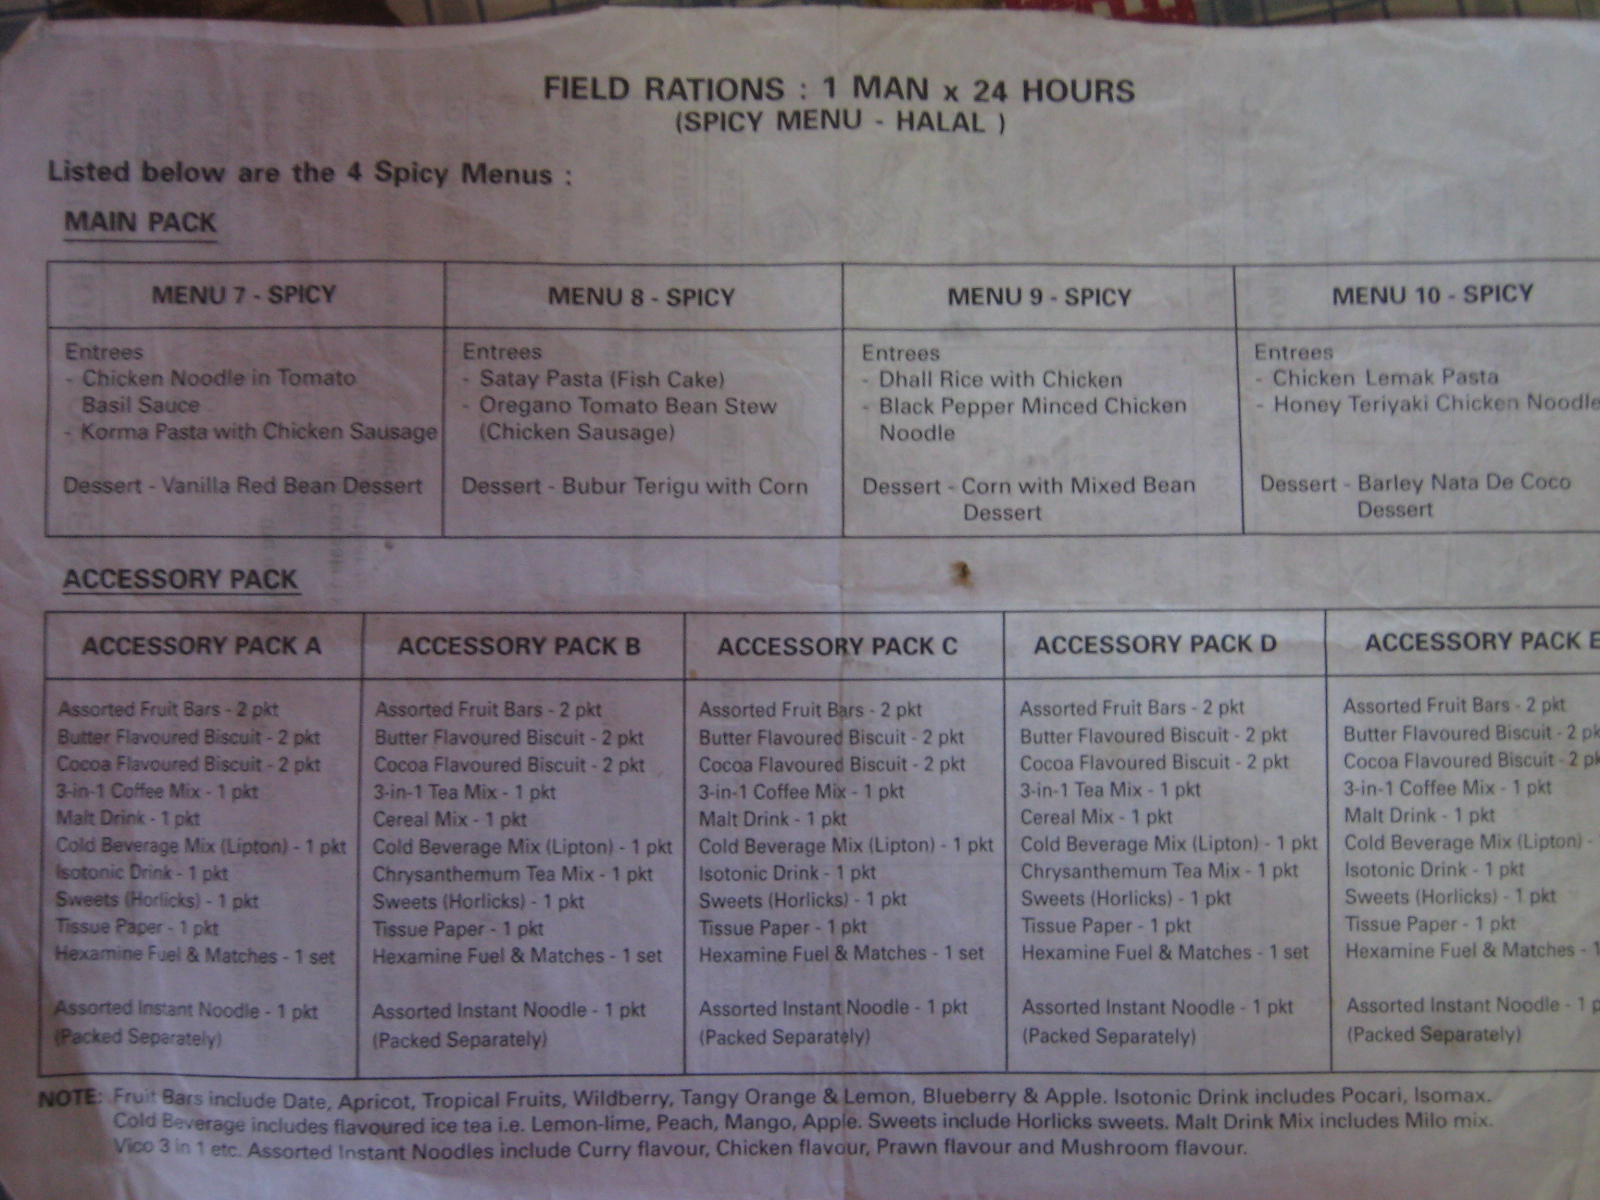 FIELD RATIONS : 1 MAN x 24 HOURS
(SPICY MENU - HALAL )
Listed below are the 4 Spicy Menus :
MAIN PACK
MENU 7 - SPICY
Entrees
- Chicken Noodle in Tomato
Basil Sauce
- Korma Pasta with Chicken Sausage
Dessert - Vanilla Red Bean Dessert
MENU 8 - SPICY
Entrees
- Satay Pasta (Fish Cake)
- Oregano Tomato Bean Stew
(Chicken Sausage)
Dessert - Bubur Terigu with Corn
MENU 9 - SPICY
Entrees
- Dhall Rice with Chicken
- Black Pepper Minced Chicken
Noodle
Dessert - Corn with Mixed Bean
Dessert
MENU 10 - SPICY
Entrees
- Chicken Lemak Pasta
- Honey Teriyaki Chicken Noodle
Dessert - Barley Nata De Coco
Dessert
ACCESSORY PACK
ACCESSORY PACK A
Assorted Fruit Bars - 2 pkt
Butter Flavoured Biscuit - 2 pkt
Cocoa Flavoured Biscuit - 2 pkt
3-in-1 Coffee Mix - 1 pkt
Malt Drink - 1 pkt
Cold Beverage Mix (Lipton) - 1 pkt
Isotonic Drink - 1 pkt
Sweets (Horlicks) - 1 pkt
Tissue Paper - 1 pkt
Hexamine Fuel & Matches - 1 set
Assorted Instant Noodle - 1 pkt
(Packed Separately)
ACCESSORY PACK B
Assorted Fruit Bars - 2 pkt
Butter Flavoured Biscuit - 2 pkt
Cocoa Flavoured Biscuit - 2 pkt
3-in-1 Tea Mix - 1 pkt
Cereal Mix - 1 pkt
Cold Beverage Mix (Lipton) - 1 pkt
Chrysanthemum Tea Mix - 1 pkt
Sweets (Horlicks) - 1 pkt
Tissue Paper - 1 pkt
Hexamine Fuel & Matches - 1 set
Assorted Instant Noodle - 1 pkt
(Packed Separately)
ACCESSORY PACK C
Assorted Fruit Bars - 2 pkt
Butter Flavoured Biscuit - 2 pkt
Cocoa Flavoured Biscuit - 2 pkt
3-in-1 Coffee Mix - 1 pkt
Malt Drink - 1 pkt
Cold Beverage Mix (Lipton) - 1 pkt
Isotonic Drink - 1 pkt
Sweets (Horlicks) - 1 pkt
Tissue Paper - 1 pkt
Hexamine Fuel & Matches - 1 set
Assorted Instant Noodle - 1 pkt
(Packed Separately)
ACCESSORY PACK D
Assorted Fruit Bars - 2 pkt
Butter Flavoured Biscuit - 2 pkt
Cocoa Flavoured Biscuit - 2 pkt
3-in-1 Tea Mix - 1 pkt
Cereal Mix - 1 pkt
Cold Beverage Mix (Lipton) - 1 pkt
Chrysanthemum Tea Mix - 1 pkt
Sweets (Horlicks) - 1 pkt
Tissue Paper - 1 pkt
Hexamine Fuel & Matches - 1 set
Assorted Instant Noodle - 1 pkt
(Packed Separately)
ACCESSORY PACK E
Assorted Fruit Bars - 2 pkt
Butter Flavoured Biscuit - 2 pk
Cocoa Flavoured Biscuit - 2 pk
3-in-1 Coffee Mix - 1 pkt
Malt Drink - 1 pkt
Cold Beverage Mix (Lipton) -
Isotonic Drink - 1 pkt
Sweets (Horlicks) - 1 pkt
Tissue Paper - 1 pkt
Hexamine Fuel & Matches - 1
Assorted Instant Noodle - 1 p
(Packed Separately)
NOTE: Fruit Bars include Date, Apricot, Tropical Fruits, Wildberry, Tangy Orange & Lemon, Blueberry & Apple. Isotonic Drink includes Pocari, Isomax.
Cold Beverage includes flavoured ice tea i.e. Lemon-lime, Peach, Mango, Apple. Sweets include Horlicks sweets. Malt Drink Mix includes Milo mix.
Vico 3 in 1 etc. Assorted Instant Noodles include Curry flavour, Chicken flavour, Prawn flavour and Mushroom flavour.